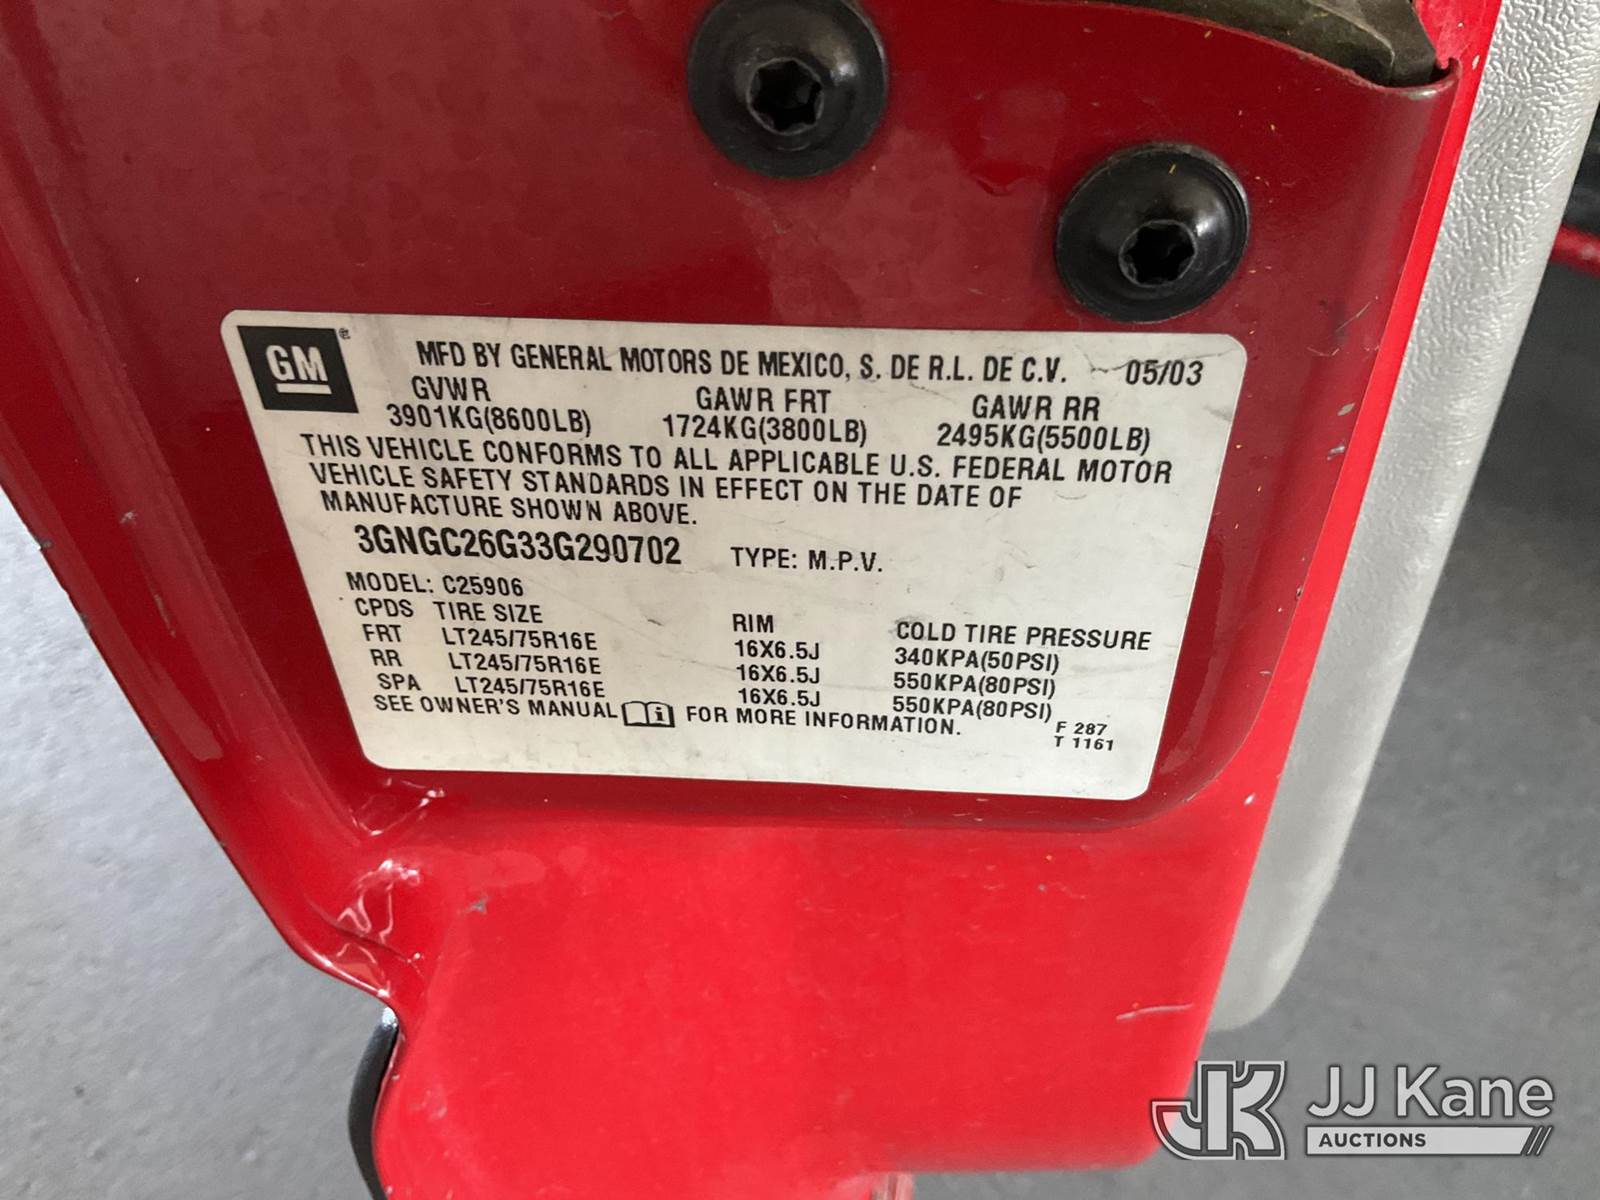 GM ®
MFD BY GENERAL MOTORS DE MEXICO, S. DE R.L. DE C.V. 05/03
GVWR GAWR FRT GAWR RR
3901KG(8600LB) 1724KG(3800LB) 2495KG(5500LB)
THIS VEHICLE CONFORMS TO ALL APPLICABLE U.S. FEDERAL MOTOR
VEHICLE SAFETY STANDARDS IN EFFECT ON THE DATE OF
MANUFACTURE SHOWN ABOVE.
3GNGC26G33G290702 TYPE: M.P.V.
MODEL: C25906
CPDS TIRE SIZE RIM COLD TIRE PRESSURE
FRT LT245/75R16E 16X6.5J 340KPA(50PSI)
RR LT245/75R16E 16X6.5J 550KPA(80PSI)
SPA LT245/75R16E 16X6.5J 550KPA(80PSI)
SEE OWNER'S MANUAL i FOR MORE INFORMATION.
F 287
T 1161
JK JJ Kane
AUCTIONS